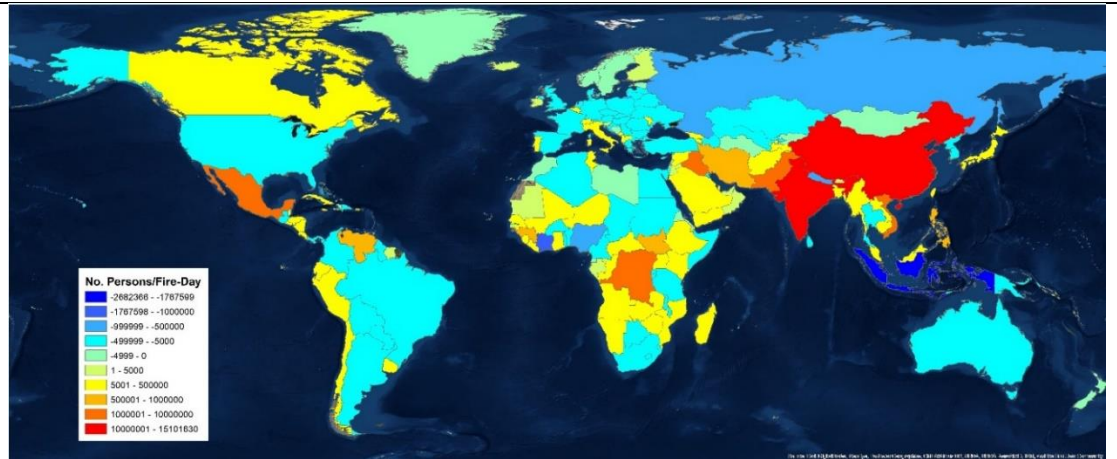 No. Persons/Fire-Day
-2682366 - -1767599
-1767598 - -1000000
-999999 - -500000
-499999 - -5000
-4999 - 0
1 - 5000
5001 - 500000
500001 - 1000000
1000001 - 10000000
10000001 - 15101630